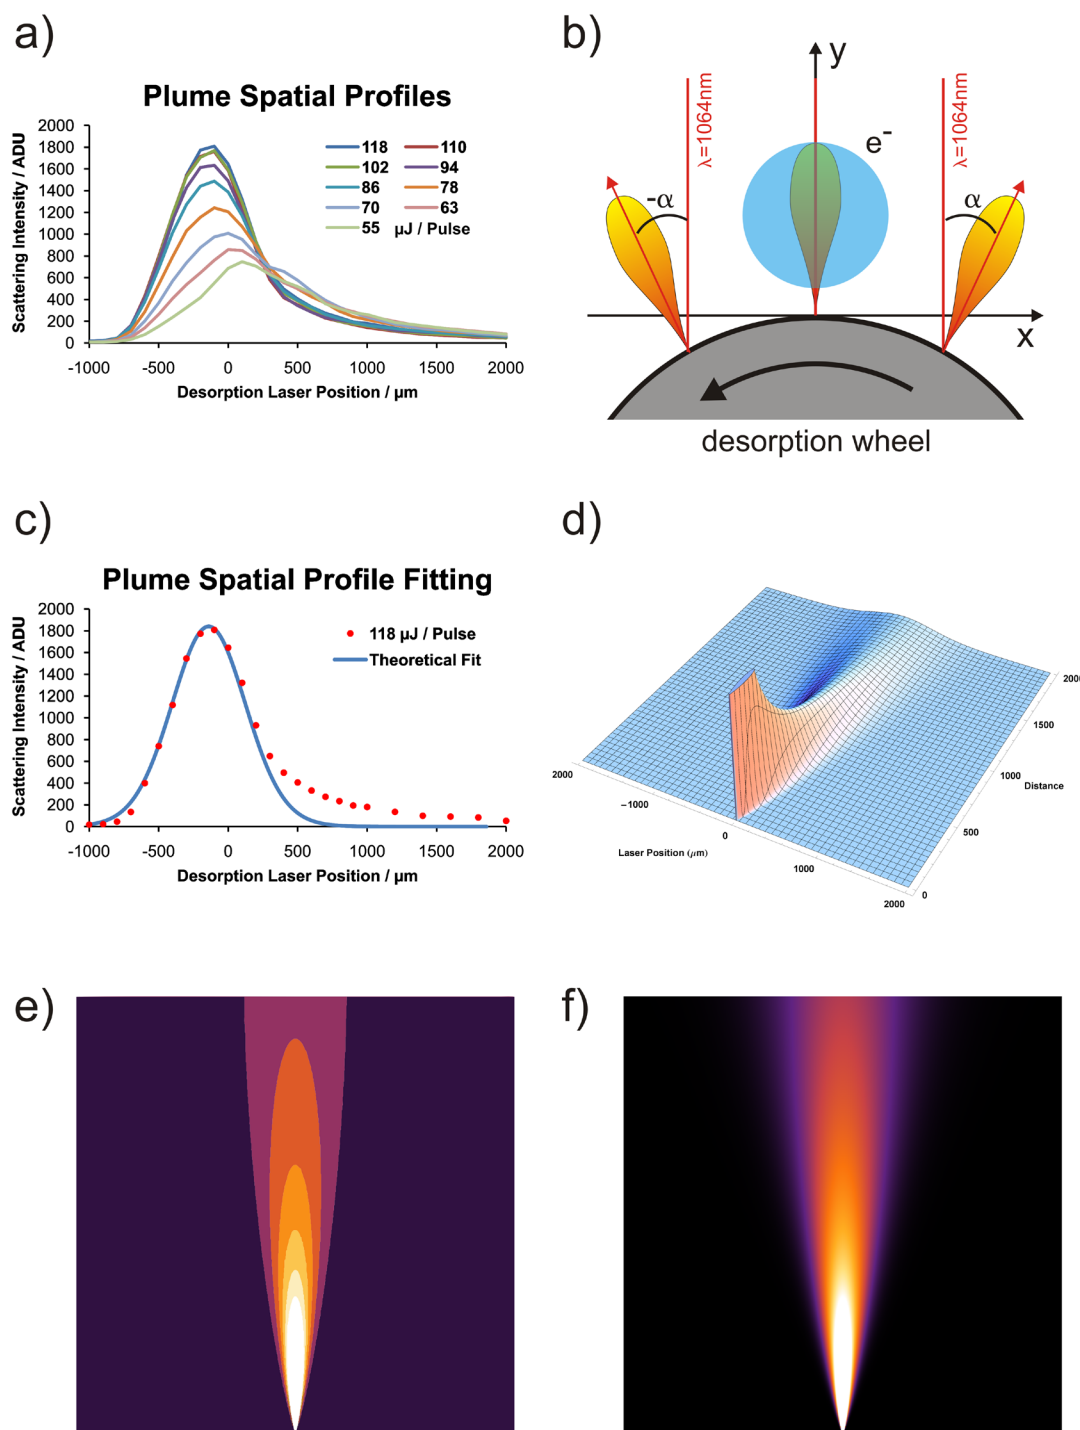 a)
Plume Spatial Profiles
Scattering Intensity / ADU
2000
1800
1600
1400
1200
1000
800
600
400
200
0
118 110
102 94
86 78
70 63
55 µJ / Pulse
-1000 -500 0 500 1000 1500 2000
Desorption Laser Position / µm
b)
y
λ=1064nm
e-
λ=1064nm
-α
α
x
desorption wheel
c)
Plume Spatial Profile Fitting
Scattering Intensity / ADU
2000
1800
1600
1400
1200
1000
800
600
400
200
0
118 µJ / Pulse
Theoretical Fit
-1000 -500 0 500 1000 1500 2000
Desorption Laser Position / µm
d)
2000
−1000
0
1000
2000
Laser Position (µm)
0
500
1000
1500
200
Distance
e)
f)